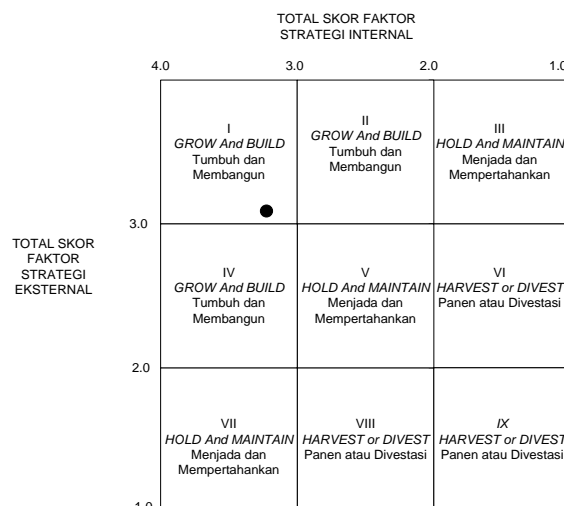 TOTAL SKOR FAKTOR
STRATEGI INTERNAL
4.0
3.0
2.0
1.0
I
GROW And BUILD
Tumbuh dan
Membangun
II
GROW And BUILD
Tumbuh dan
Membangun
III
HOLD And MAINTAIN
Menjada dan
Mempertahankan
3.0
TOTAL SKOR
FAKTOR
STRATEGI
EKSTERNAL
IV
GROW And BUILD
Tumbuh dan
Membangun
V
HOLD And MAINTAIN
Menjada dan
Mempertahankan
VI
HARVEST or DIVEST
Panen atau Divestasi
2.0
VII
HOLD And MAINTAIN
Menjada dan
Mempertahankan
VIII
HARVEST or DIVEST
Panen atau Divestasi
IX
HARVEST or DIVEST
Panen atau Divestasi
1.0